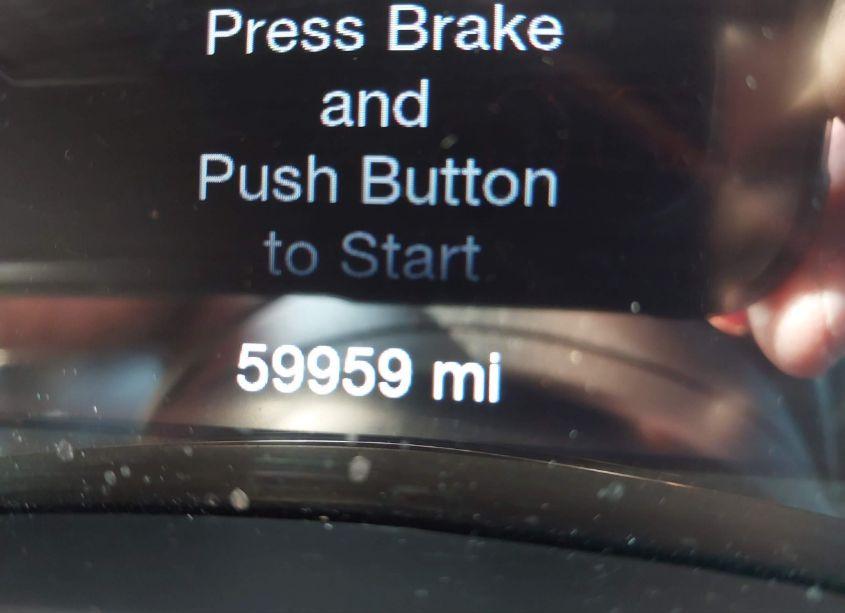 Press Brake
and
Push Button
to Start
59959 mi